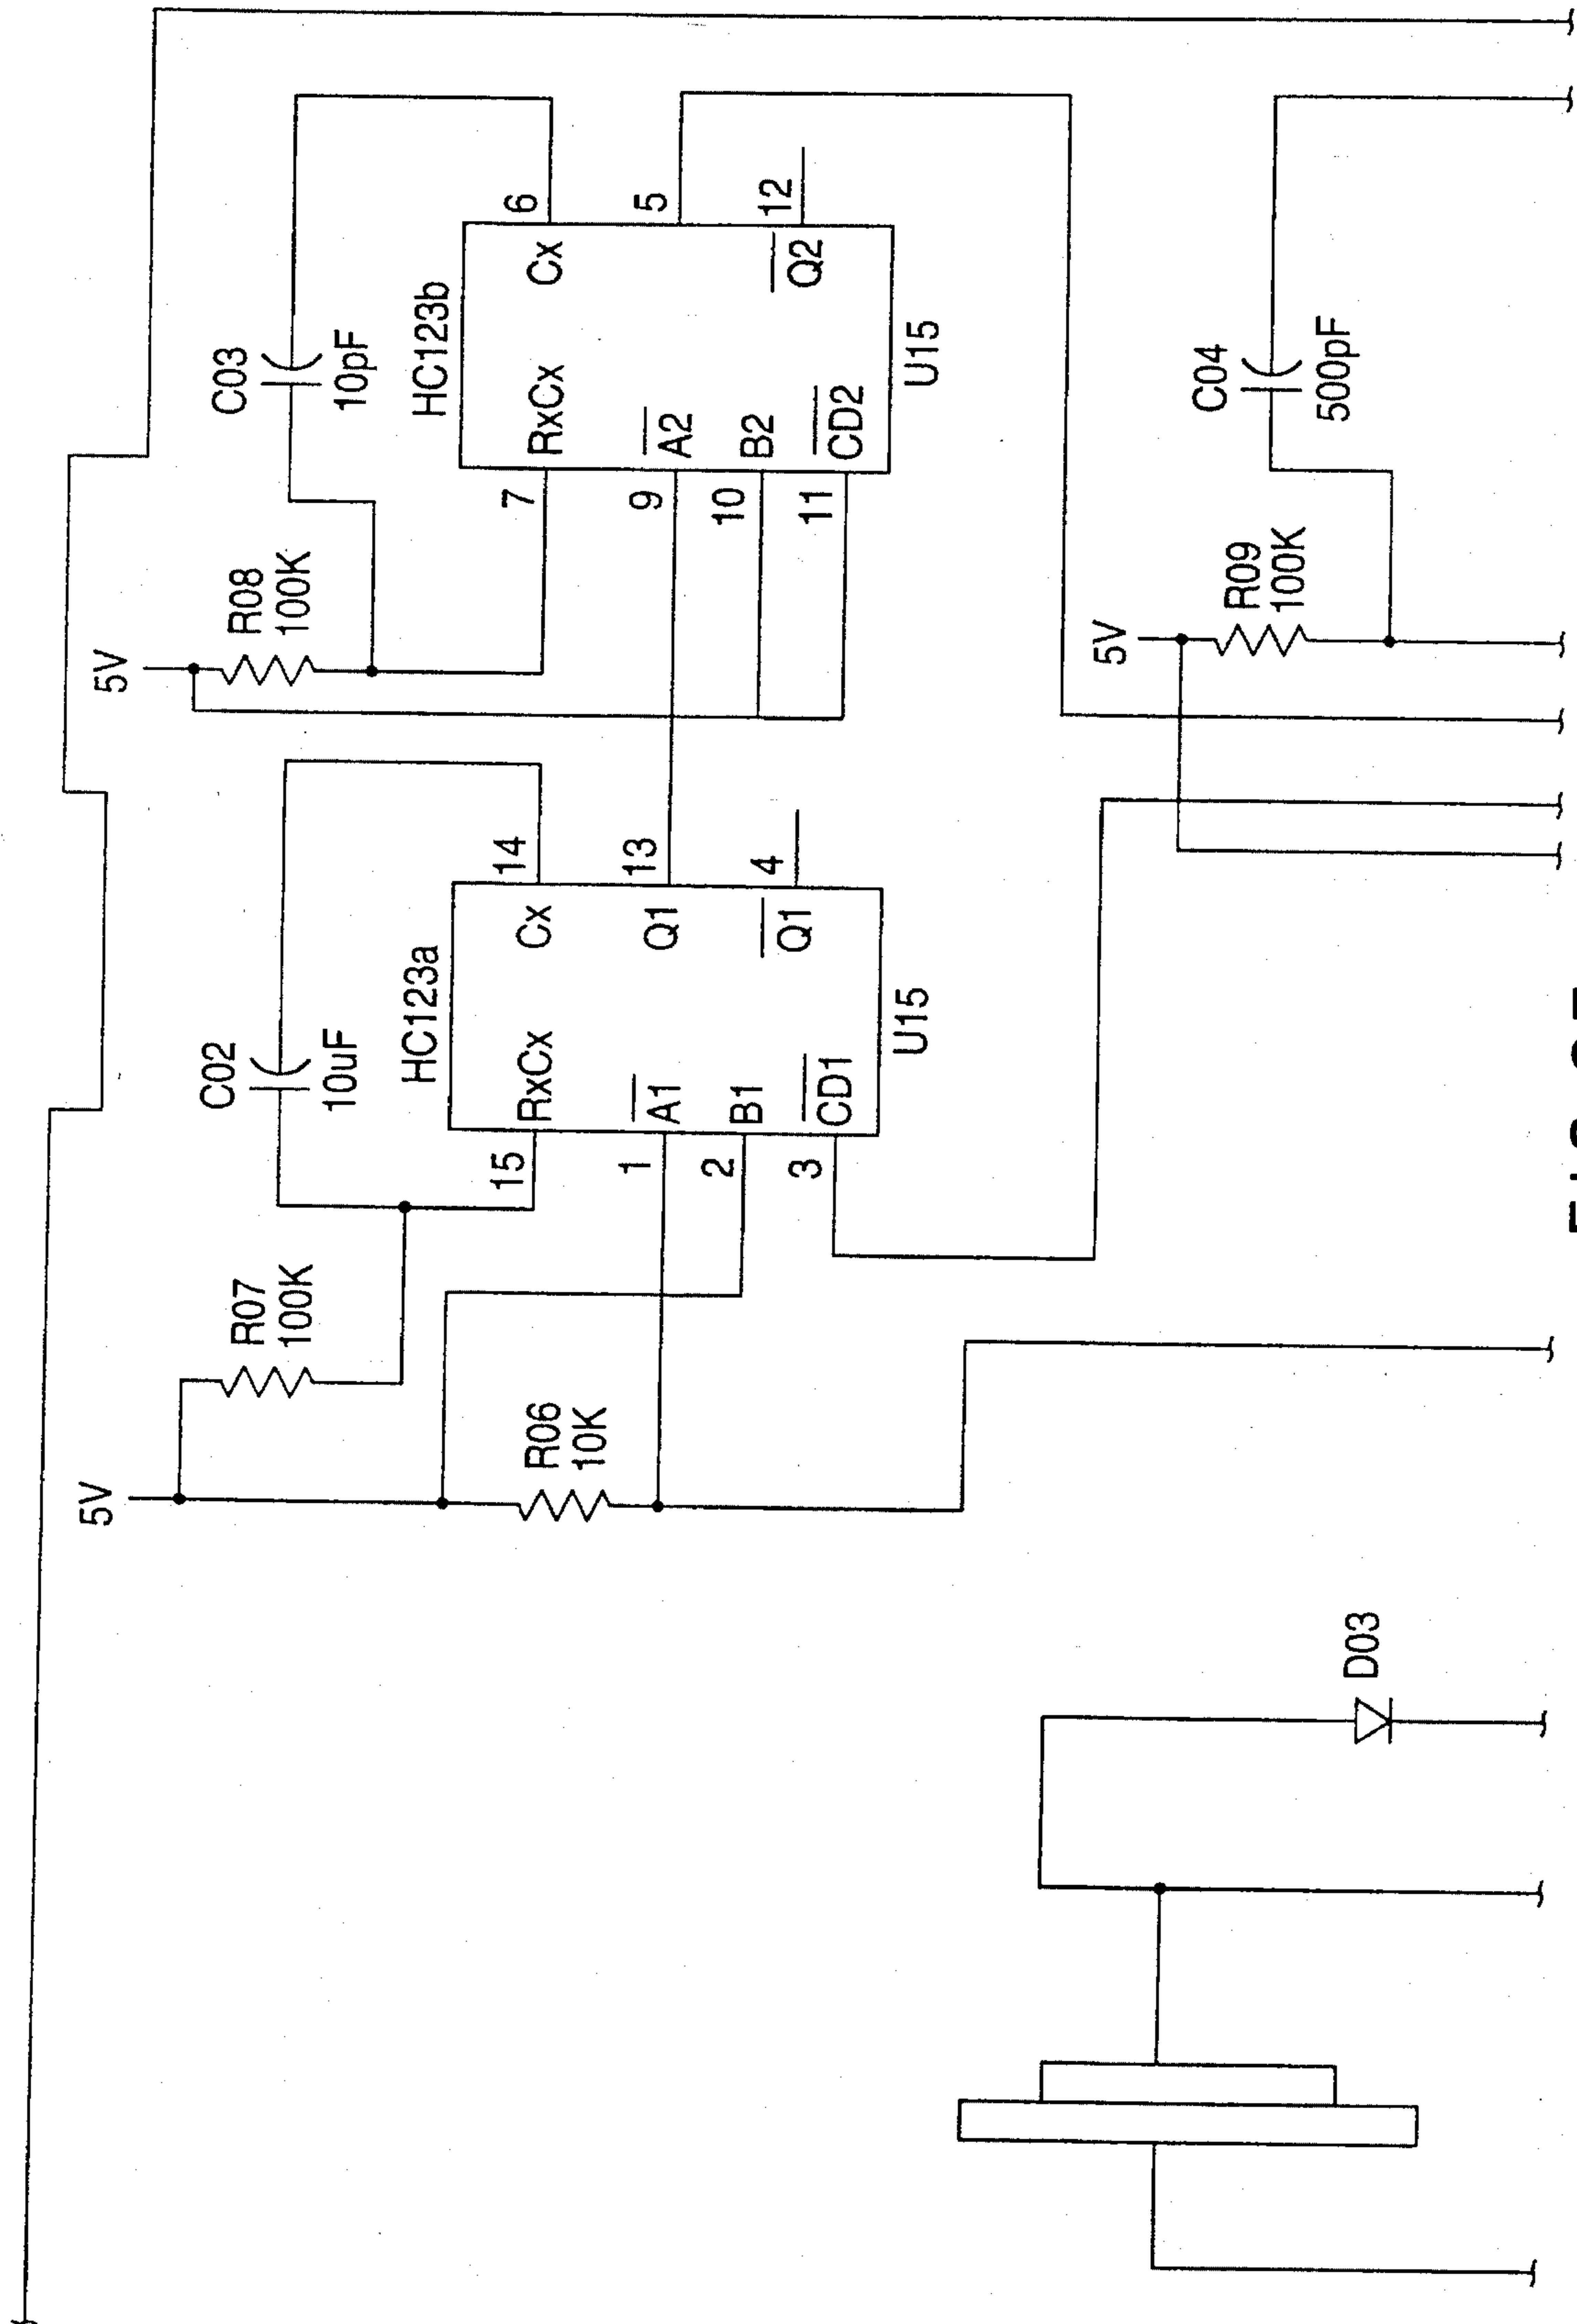 5V
R07
100K
C02
10uF
HC123a
15
RxCx
Cx
14
1
A1
Q1
13
2
B1
3
CD1
Q1
4
U15
R06
10K
5V
R08
100K
C03
10pF
HC123b
7
RxCx
Cx
6
9
A2
5
10
B2
11
CD2
Q2
12
U15
5V
R09
100K
C04
500pF
D03